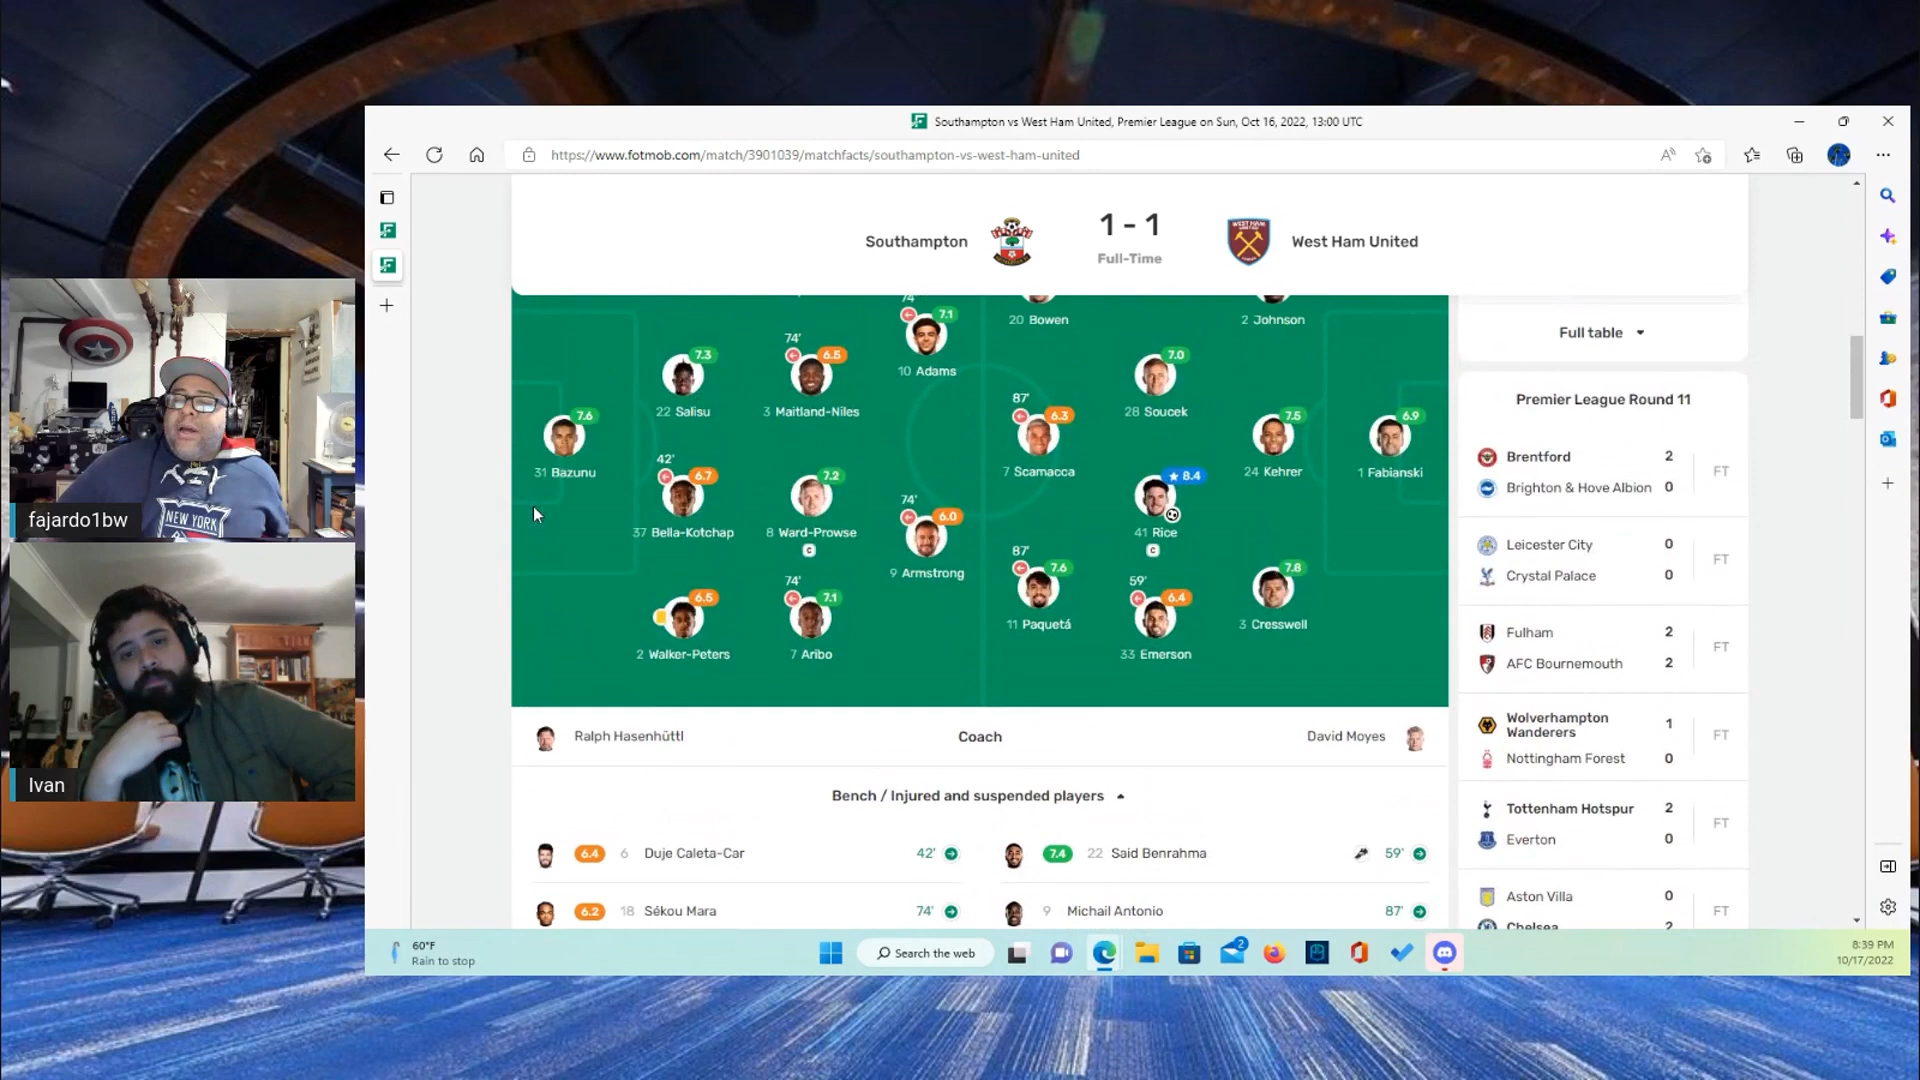 Southampton vs West Ham United, Premier League on Sun, Oct 16, 2022, 13:00 UTC
https://www.fotmob.com/match/3901039/matchfacts/southampton-vs-west-ham-united
Southampton
1 - 1
Full-Time
West Ham United
74'
7.1
10 Adams
20 Bowen
2 Johnson
7.3
22 Salisu
74'
6.5
3 Maitland-Niles
7.0
28 Soucek
7.6
31 Bazunu
87'
6.3
7 Scamacca
7.5
24 Kehrer
6.9
1 Fabianski
42'
6.7
37 Bella-Kotchap
7.2
8 Ward-Prowse
C
74'
6.0
9 Armstrong
8.4
41 Rice
C
6.5
2 Walker-Peters
74'
7.1
7 Aribo
87'
7.6
11 Paquetá
59'
6.4
33 Emerson
7.8
3 Cresswell
Ralph Hasenhüttl
Coach
David Moyes
Bench / Injured and suspended players
6.4 6 Duje Caleta-Car 42'
7.4 22 Said Benrahma 59'
6.2 18 Sékou Mara 74'
9 Michail Antonio 87'
Full table
Premier League Round 11
Brentford 2
Brighton & Hove Albion 0
FT
Leicester City 0
Crystal Palace 0
FT
Fulham 2
AFC Bournemouth 2
FT
Wolverhampton
Wanderers 1
Nottingham Forest 0
FT
Tottenham Hotspur 2
Everton 0
FT
Aston Villa 0
Chelsea 2
FT
fajardo1bw
NEW YORK
Ivan
60°F
Rain to stop
Search the web
2
8:39 PM
10/17/2022